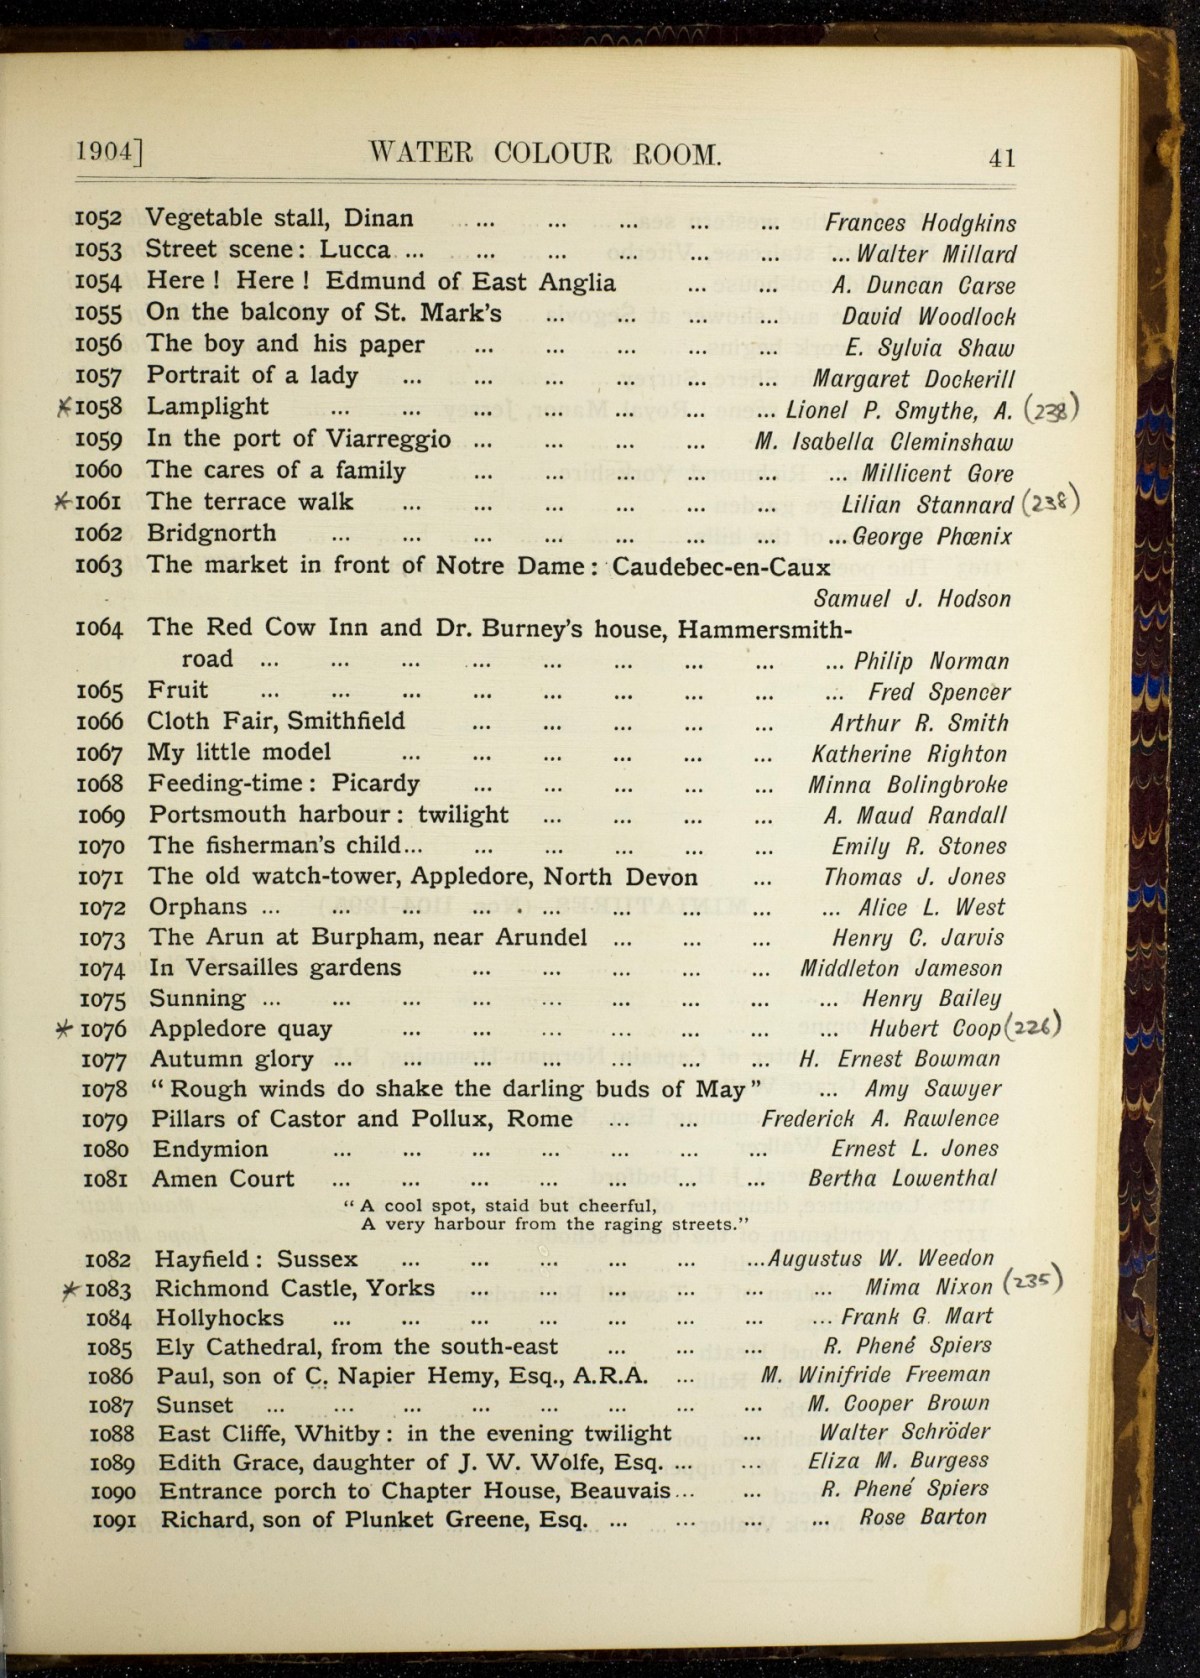 1904] WATER COLOUR ROOM. 41
1052 Vegetable stall, Dinan ... ... ... ... ... Frances Hodgkins
1053 Street scene: Lucca ... ... ... ... ... ... ... Walter Millard
1054 Here! Here! Edmund of East Anglia ... ... A. Duncan Carse
1055 On the balcony of St. Mark's ... ... ... ... David Woodlock
1056 The boy and his paper ... ... ... ... ... E. Sylvia Shaw
1057 Portrait of a lady ... ... ... ... ... ... Margaret Dockerill
*1058 Lamplight ... ... ... ... ... ... ... Lionel P. Smythe, A. (238)
1059 In the port of Viarreggio ... ... ... ... M. Isabella Cleminshaw
1060 The cares of a family ... ... ... ... ... ... Millicent Gore
*1061 The terrace walk ... ... ... ... ... ... Lilian Stannard (238)
1062 Bridgnorth ... ... ... ... ... ... ... ... George Phœnix
1063 The market in front of Notre Dame: Caudebec-en-Caux
Samuel J. Hodson
1064 The Red Cow Inn and Dr. Burney's house, Hammersmith-
road ... ... ... ... ... ... ... ... ... Philip Norman
1065 Fruit ... ... ... ... ... ... ... ... ... Fred Spencer
1066 Cloth Fair, Smithfield ... ... ... ... ... Arthur R. Smith
1067 My little model ... ... ... ... ... ... Katherine Righton
1068 Feeding-time: Picardy ... ... ... ... ... Minna Bolingbroke
1069 Portsmouth harbour: twilight ... ... ... ... A. Maud Randall
1070 The fisherman's child... ... ... ... ... ... Emily R. Stones
1071 The old watch-tower, Appledore, North Devon ... Thomas J. Jones
1072 Orphans ... ... ... ... ... ... ... ... ... Alice L. West
1073 The Arun at Burpham, near Arundel ... ... ... Henry C. Jarvis
1074 In Versailles gardens ... ... ... ... ... Middleton Jameson
1075 Sunning ... ... ... ... ... ... ... ... ... Henry Bailey
*1076 Appledore quay ... ... ... ... ... ... ... Hubert Coop (226)
1077 Autumn glory ... ... ... ... ... ... ... H. Ernest Bowman
1078 "Rough winds do shake the darling buds of May" ... Amy Sawyer
1079 Pillars of Castor and Pollux, Rome ... ... Frederick A. Rawlence
1080 Endymion ... ... ... ... ... ... ... Ernest L. Jones
1081 Amen Court ... ... ... ... ... ... ... Bertha Lowenthal
"A cool spot, staid but cheerful,
A very harbour from the raging streets."
1082 Hayfield: Sussex ... ... ... ... ... ...Augustus W. Weedon
*1083 Richmond Castle, Yorks ... ... ... ... ... ... Mima Nixon (235)
1084 Hollyhocks ... ... ... ... ... ... ... ... Frank G. Mart
1085 Ely Cathedral, from the south-east ... ... ... R. Phené Spiers
1086 Paul, son of C. Napier Hemy, Esq., A.R.A. ... M. Winifride Freeman
1087 Sunset ... ... ... ... ... ... ... ... M. Cooper Brown
1088 East Cliffe, Whitby: in the evening twilight ... Walter Schröder
1089 Edith Grace, daughter of J. W. Wolfe, Esq. ... ... Eliza M. Burgess
1090 Entrance porch to Chapter House, Beauvais ... ... R. Phené Spiers
1091 Richard, son of Plunket Greene, Esq. ... ... ... ... Rose Barton